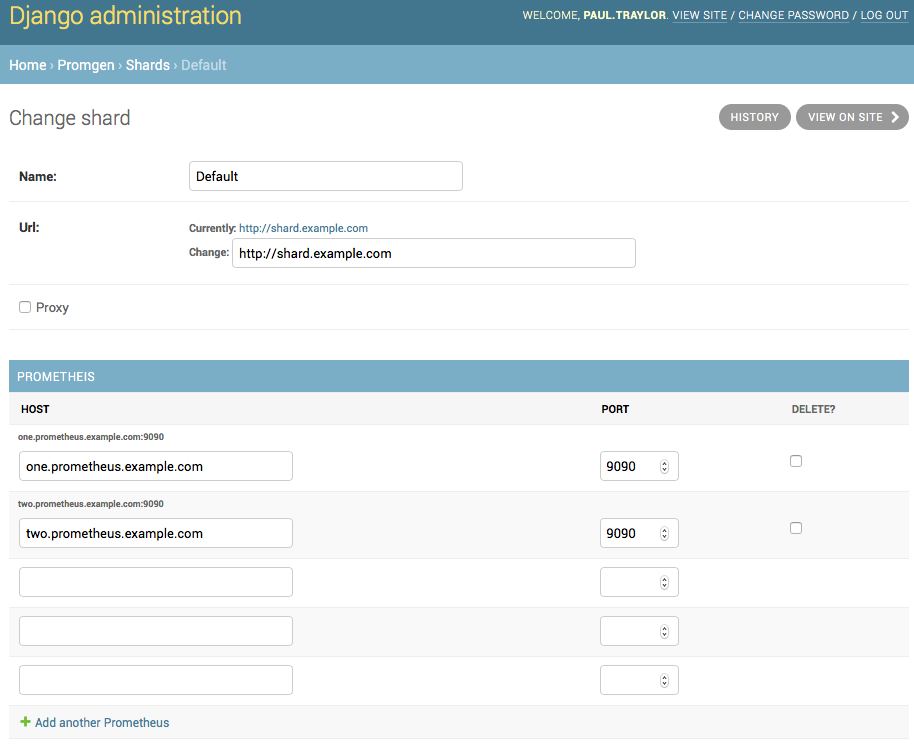 Django administration
WELCOME, PAUL.TRAYLOR. VIEW SITE / CHANGE PASSWORD / LOG OUT
Home › Promgen › Shards › Default
Change shard
HISTORY
VIEW ON SITE
Name:
Default
Url:
Currently: http://shard.example.com
Change: http://shard.example.com
Proxy
PROMETHEIS
HOST PORT DELETE?
one.prometheus.example.com:9090
one.prometheus.example.com 9090
two.prometheus.example.com:9090
two.prometheus.example.com 9090
Add another Prometheus